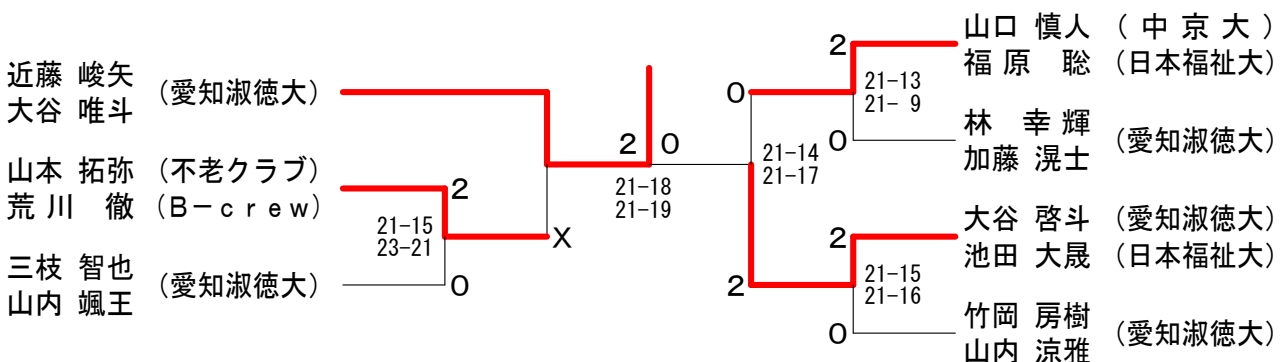 近藤 峻矢
大谷 唯斗
(愛知淑徳大)
山本 拓弥 (不老クラブ)
荒川 徹 (B-crew)
三枝 智也
山内 颯王
(愛知淑徳大)
2
21-15
23-21
0
X
2 0
21-18
21-19
0
21-14
21-17
2
2
21-13
21- 9
0
2
21-15
21-16
0
山口 慎人 (中京大)
福原 聡 (日本福祉大)
林 幸輝
加藤 滉士
(愛知淑徳大)
大谷 啓斗 (愛知淑徳大)
池田 大晟 (日本福祉大)
竹岡 房樹
山内 涼雅
(愛知淑徳大)